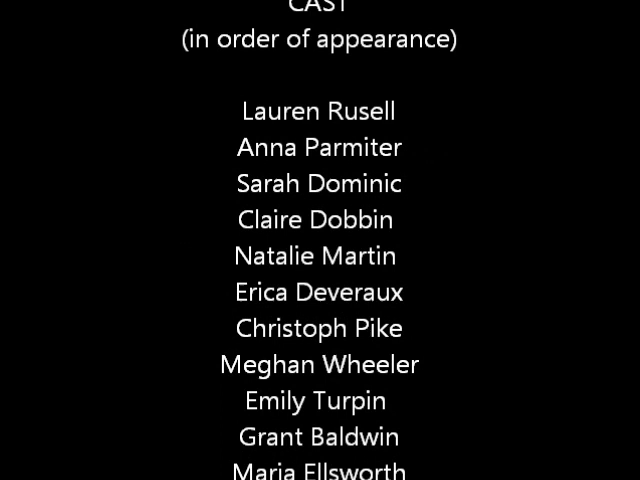 CAST
(in order of appearance)
Lauren Rusell
Anna Parmiter
Sarah Dominic
Claire Dobbin
Natalie Martin
Erica Deveraux
Christoph Pike
Meghan Wheeler
Emily Turpin
Grant Baldwin
Maria Ellsworth